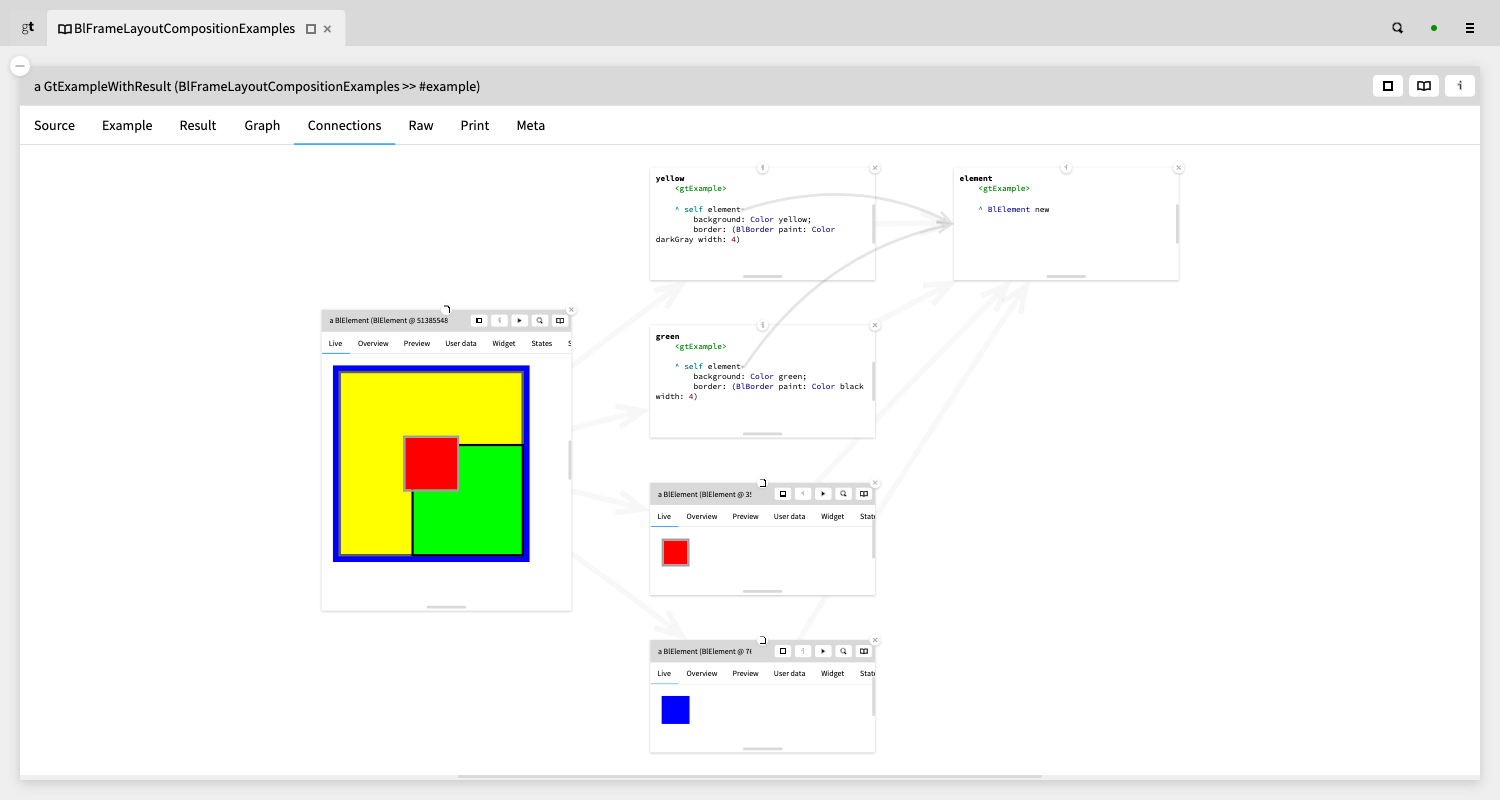 gt BlFrameLayoutCompositionExamples
a GtExampleWithResult (BlFrameLayoutCompositionExamples >> #example)
Source Example Result Graph Connections Raw Print Meta
yellow
<gtExample>
^ self element
background: Color yellow;
border: (BlBorder paint: Color
darkGray width: 4)
element
<gtExample>
^ BlElement new
a BlElement (BlElement @ 51385548
Live Overview Preview User data Widget States S
green
<gtExample>
^ self element
background: Color green;
border: (BlBorder paint: Color black
width: 4)
a BlElement (BlElement @ 35
Live Overview Preview User data Widget State
a BlElement (BlElement @ 76
Live Overview Preview User data Widget State